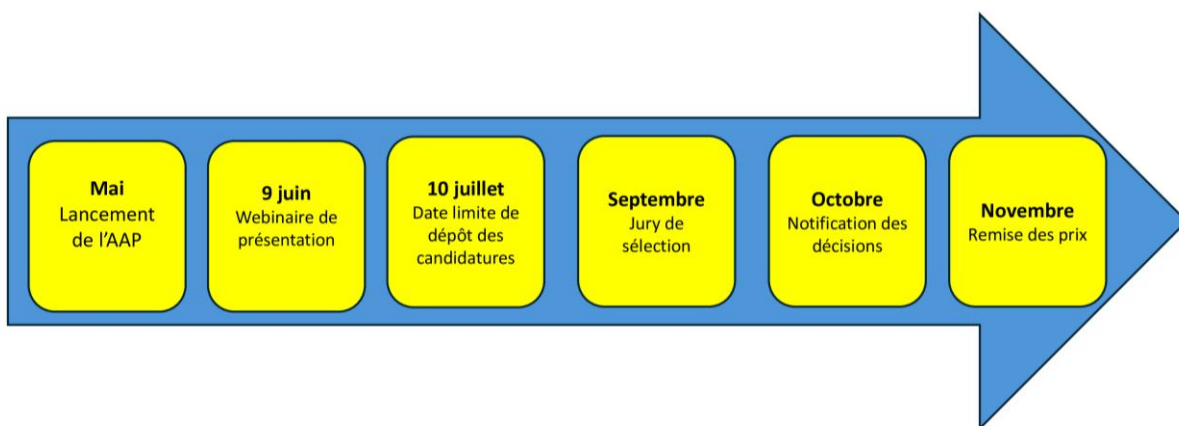 Mai
Lancement
de l’AAP
9 juin
Webinaire de
présentation
10 juillet
Date limite de
dépôt des
candidatures
Septembre
Jury de
sélection
Octobre
Notification des
décisions
Novembre
Remise des prix